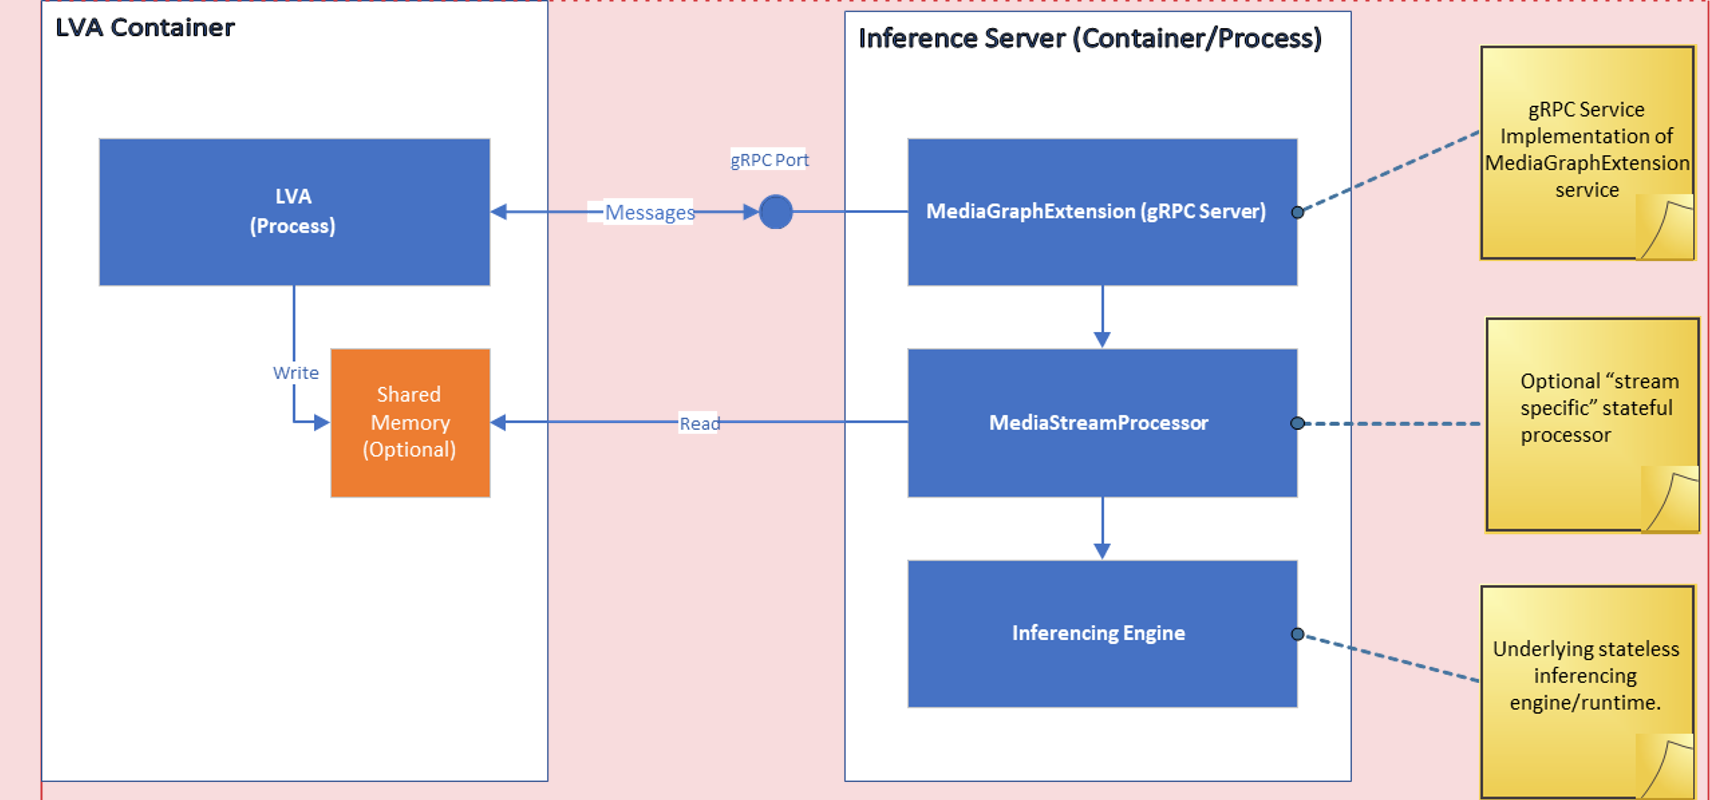 LVA Container
Inference Server (Container/Process)
LVA
(Process)
gRPC Port
Messages
MediaGraphExtension (gRPC Server)
gRPC Service
Implementation of
MediaGraphExtension
service
Write
Shared
Memory
(Optional)
Read
MediaStreamProcessor
Optional “stream
specific” stateful
processor
Inferencing Engine
Underlying stateless
inferencing
engine/runtime.